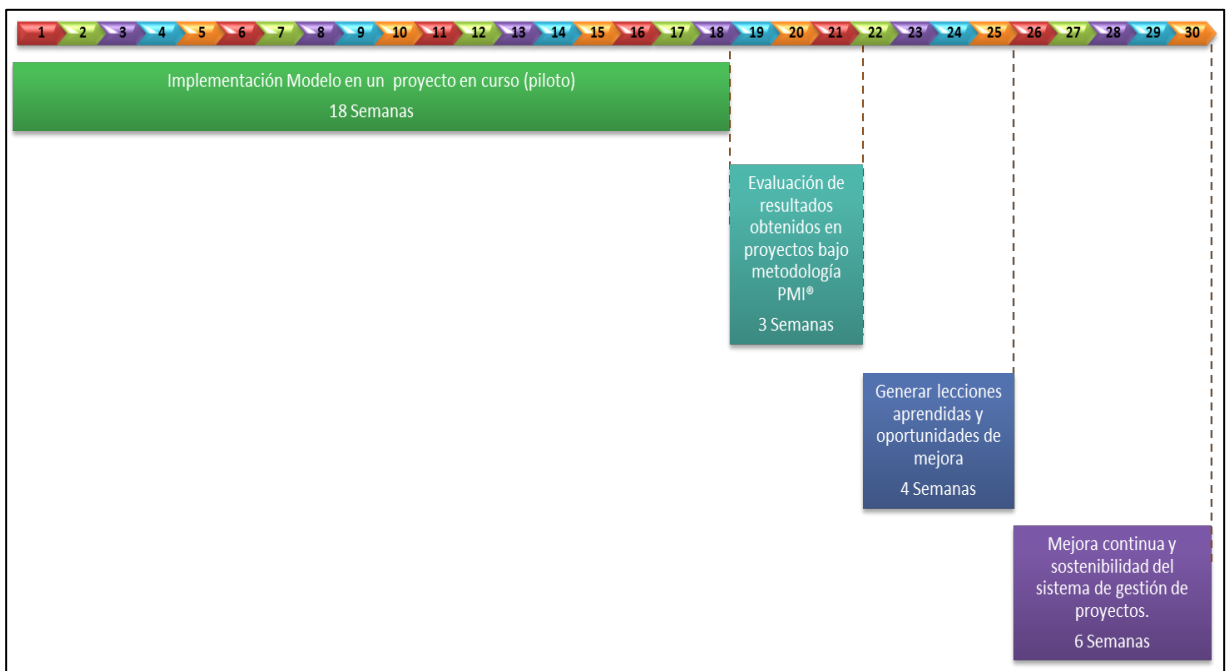 1 2 3 4 5 6 7 8 9 10 11 12 13 14 15 16 17 18 19 20 21 22 23 24 25 26 27 28 29 30
Implementación Modelo en un proyecto en curso (piloto)
18 Semanas
Evaluación de
resultados
obtenidos en
proyectos bajo
metodología
PMI®
3 Semanas
Generar lecciones
aprendidas y
oportunidades de
mejora
4 Semanas
Mejora continua y
sostenibilidad del
sistema de gestión de
proyectos.
6 Semanas